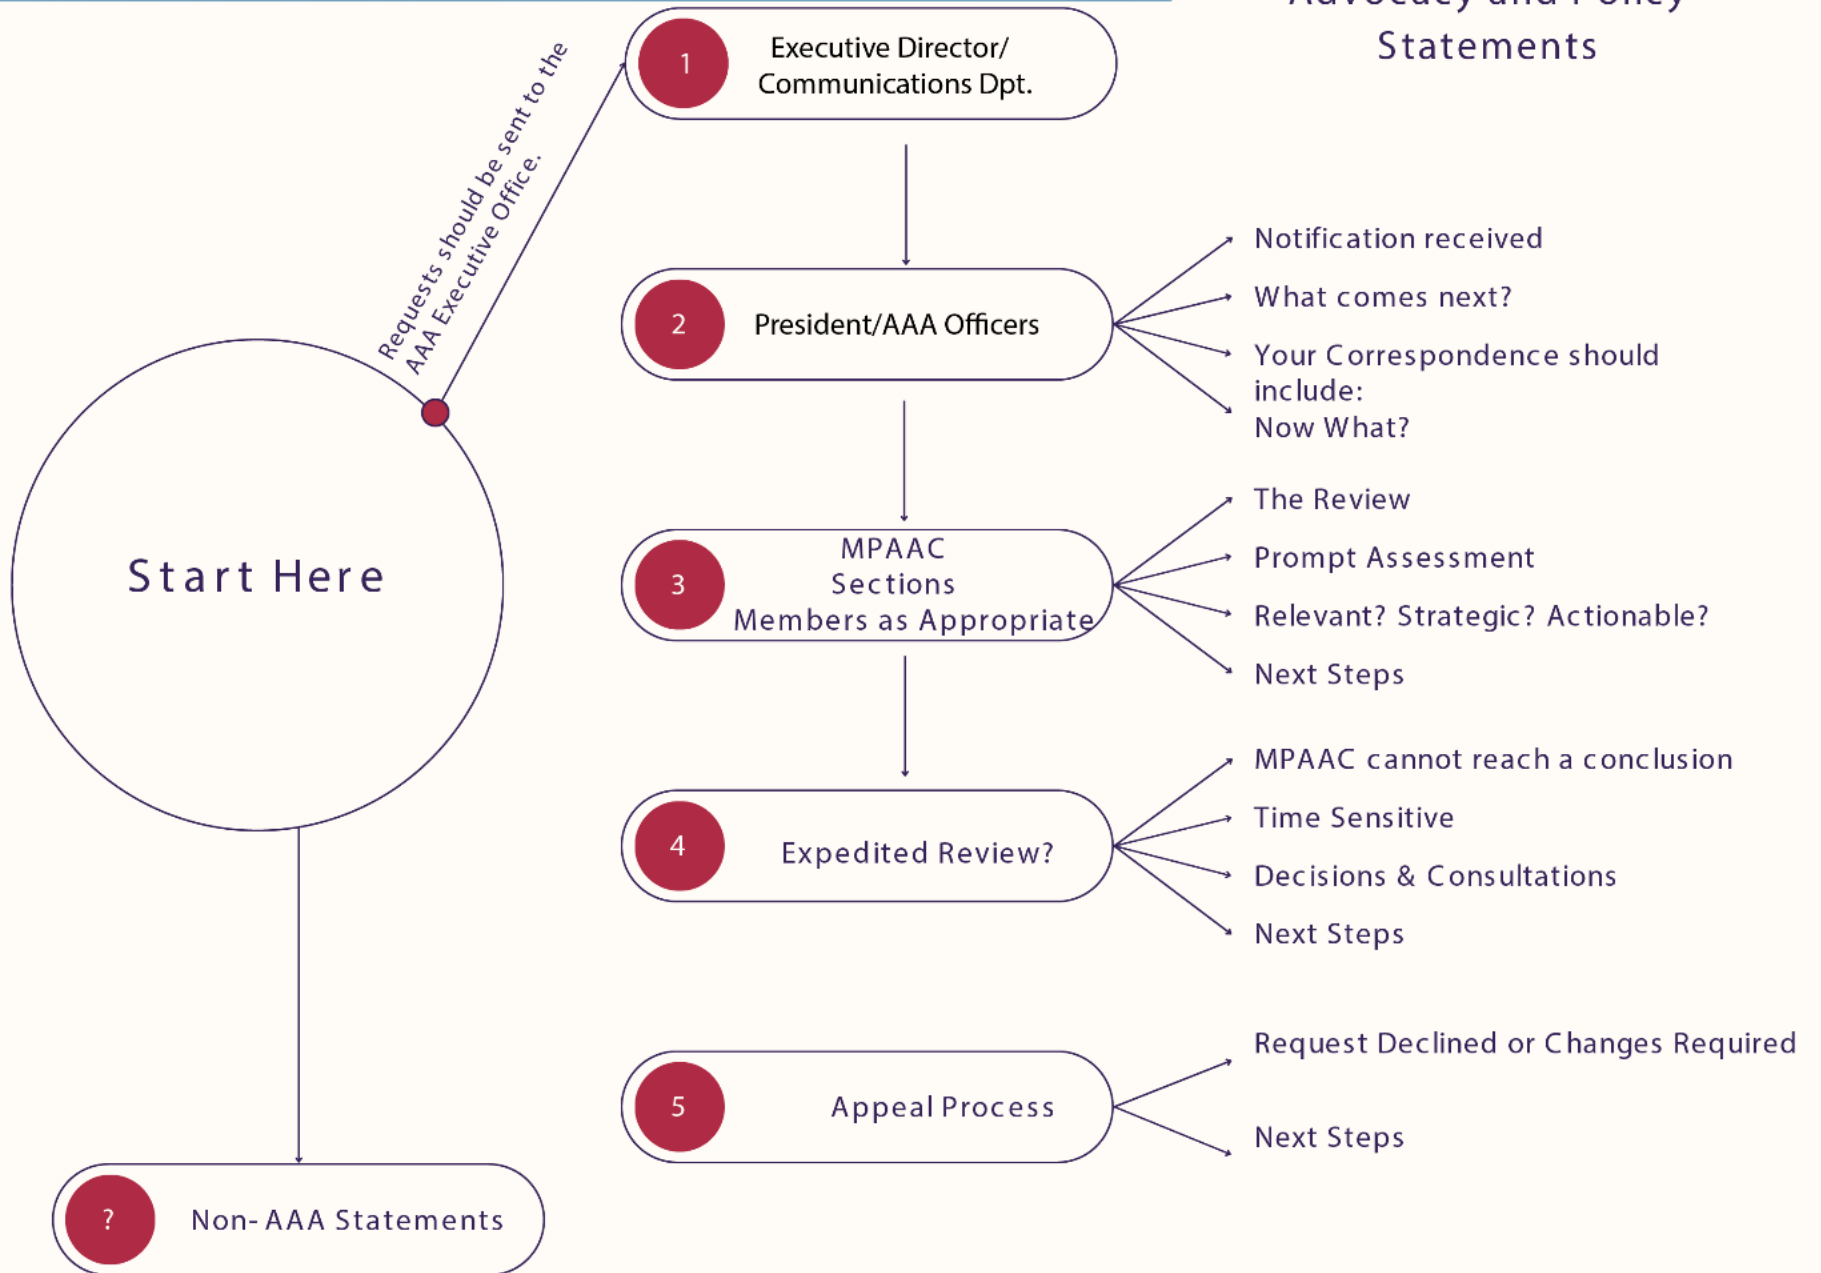 Advocacy and Policy
Statements
Requests should be sent to the
AAA Executive Office.
Start Here
1
Executive Director/
Communications Dpt.
2
President/AAA Officers
Notification received
What comes next?
Your Correspondence should
include:
Now What?
3
MPAAC
Sections
Members as Appropriate
The Review
Prompt Assessment
Relevant? Strategic? Actionable?
Next Steps
4
Expedited Review?
MPAAC cannot reach a conclusion
Time Sensitive
Decisions & Consultations
Next Steps
5
Appeal Process
Request Declined or Changes Required
Next Steps
?
Non-AAA Statements